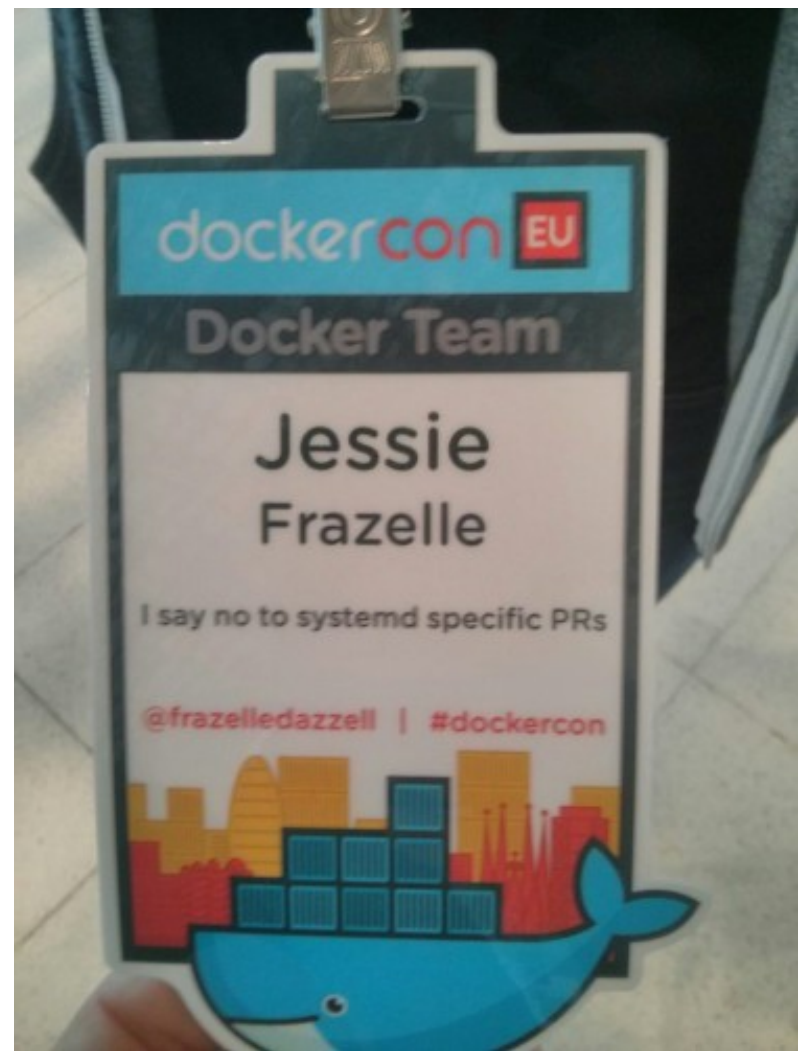 dockercon EU
Docker Team
Jessie
Frazelle
I say no to systemd specific PRs
@frazelledazzell | #dockercon